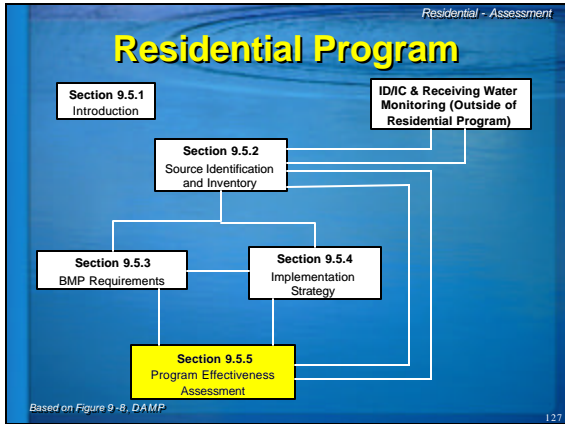 Residential - Assessment
Residential Program
Section 9.5.1
Introduction
ID/IC & Receiving Water
Monitoring (Outside of
Residential Program)
Section 9.5.2
Source Identification
and Inventory
Section 9.5.3
BMP Requirements
Section 9.5.4
Implementation
Strategy
Section 9.5.5
Program Effectiveness
Assessment
Based on Figure 9-8, DAMP
127